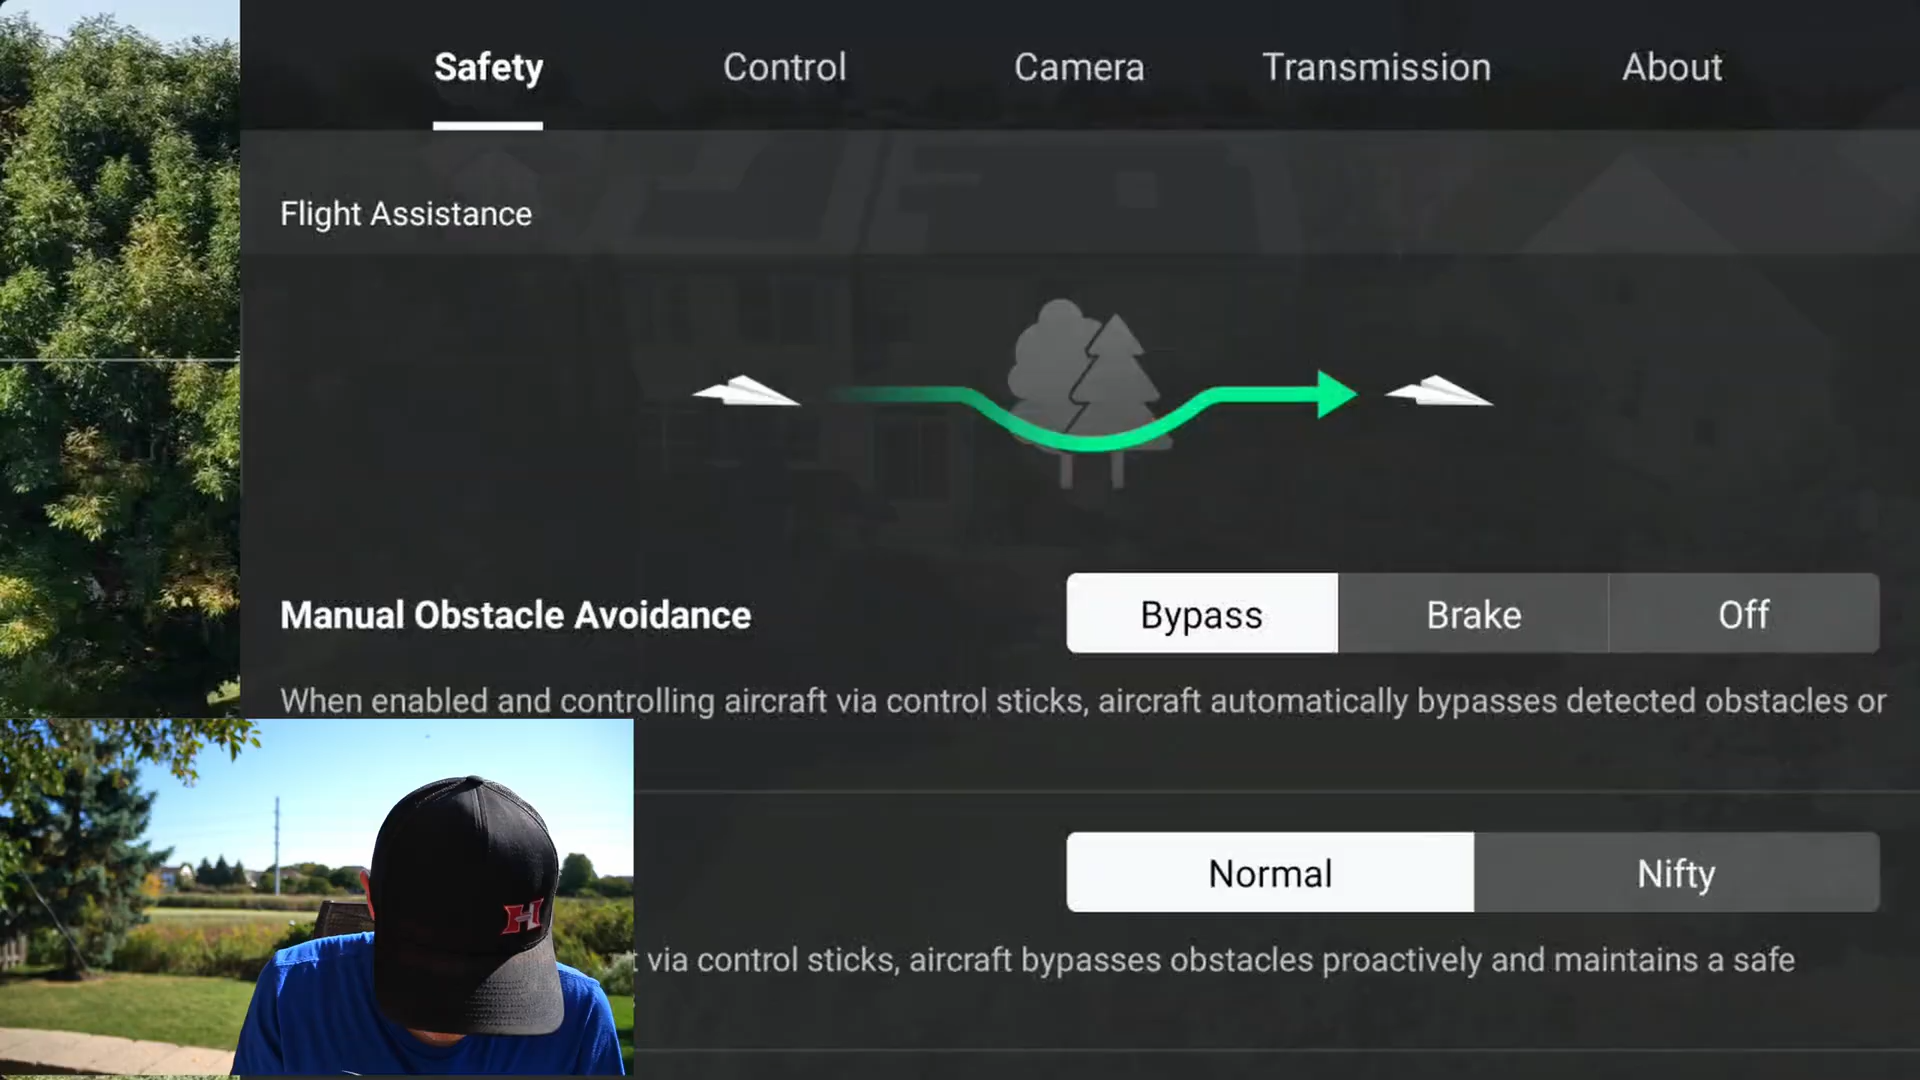 Safety Control Camera Transmission About
Flight Assistance
Manual Obstacle Avoidance Bypass Brake Off
When enabled and controlling aircraft via control sticks, aircraft automatically bypasses detected obstacles or
Normal Nifty
via control sticks, aircraft bypasses obstacles proactively and maintains a safe
H